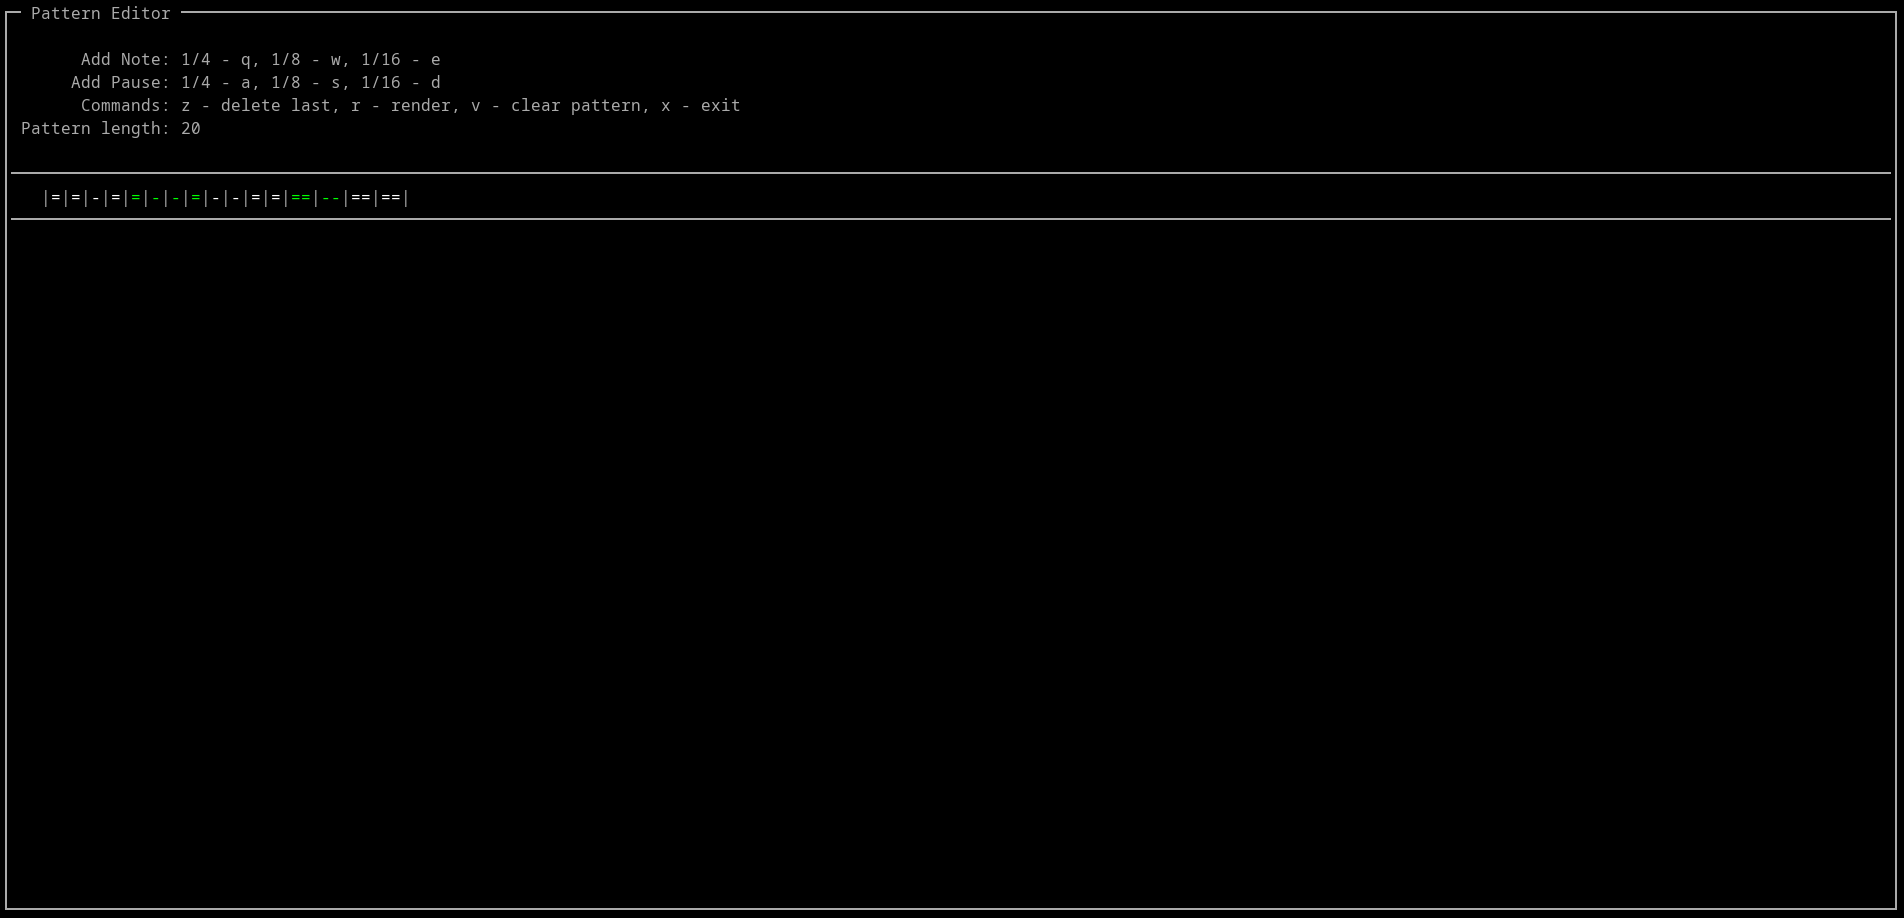 Pattern Editor
Add Note: 1/4 - q, 1/8 - w, 1/16 - e
Add Pause: 1/4 - a, 1/8 - s, 1/16 - d
Commands: z - delete last, r - render, v - clear pattern, x - exit
Pattern length: 20
|=|=|-|=|=|-|-|=|-|-|=|=|==|--|==|==|